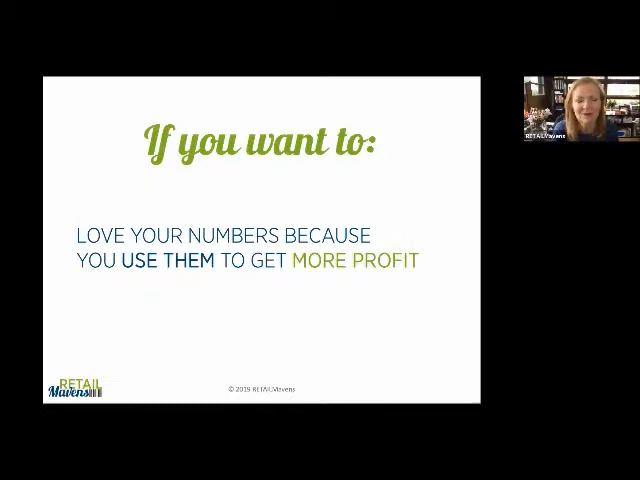 If you want to:
RETAILMavens
LOVE YOUR NUMBERS BECAUSE
YOU USE THEM TO GET MORE PROFIT
RETAIL
Mavens
© 2019 RETAILMavens